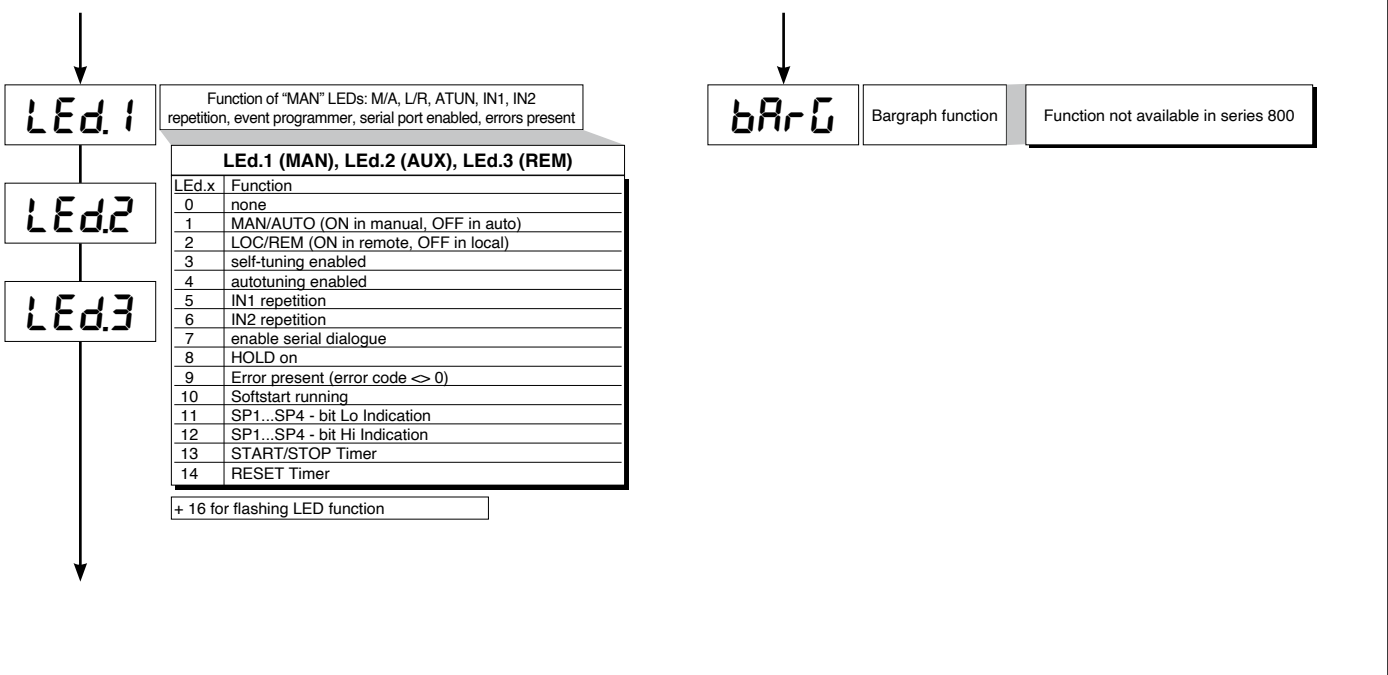 LEd.1
Function of “MAN” LEDs: M/A, L/R, ATUN, IN1, IN2
repetition, event programmer, serial port enabled, errors present
LEd.1 (MAN), LEd.2 (AUX), LEd.3 (REM)
LEd.x Function
0 none
1 MAN/AUTO (ON in manual, OFF in auto)
2 LOC/REM (ON in remote, OFF in local)
3 self-tuning enabled
4 autotuning enabled
5 IN1 repetition
6 IN2 repetition
7 enable serial dialogue
8 HOLD on
9 Error present (error code <> 0)
10 Softstart running
11 SP1...SP4 - bit Lo Indication
12 SP1...SP4 - bit Hi Indication
13 START/STOP Timer
14 RESET Timer
+ 16 for flashing LED function
LEd.2
LEd.3
bArG
Bargraph function
Function not available in series 800